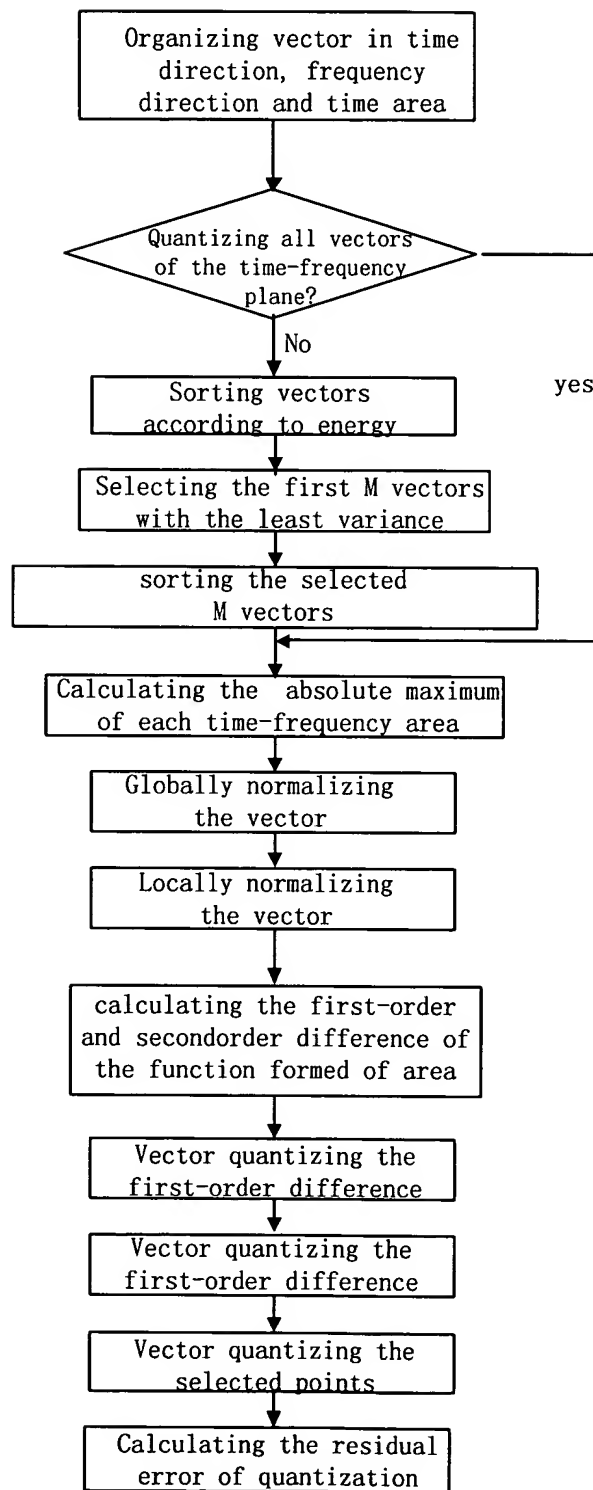 Organizing vector in time
direction, frequency
direction and time area
Quantizing all vectors
of the time-frequency
plane?
No
yes
Sorting vectors
according to energy
Selecting the first M vectors
with the least variance
sorting the selected
M vectors
Calculating the absolute maximum
of each time-frequency area
Globally normalizing
the vector
Locally normalizing
the vector
calculating the first-order
and secondorder difference of
the function formed of area
Vector quantizing the
first-order difference
Vector quantizing the
first-order difference
Vector quantizing the
selected points
Calculating the residual
error of quantization